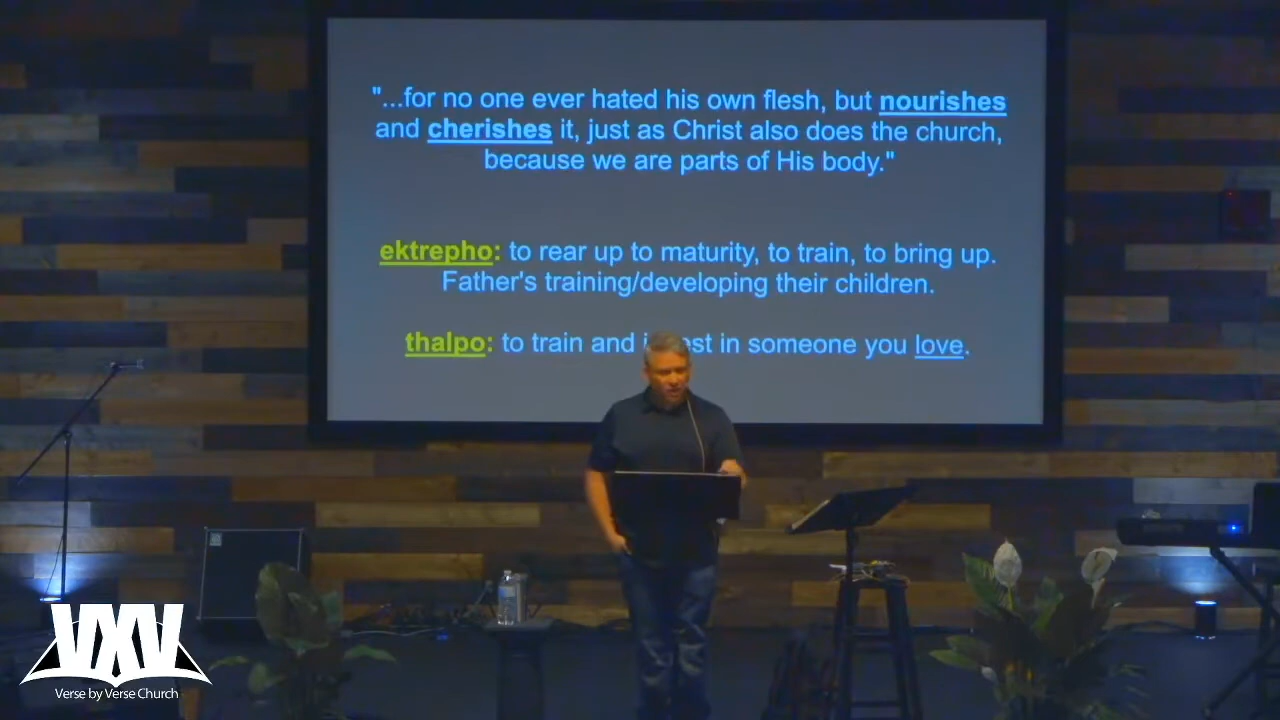 "...for no one ever hated his own flesh, but nourishes
and cherishes it, just as Christ also does the church,
because we are parts of His body."
ektrepho: to rear up to maturity, to train, to bring up.
Father's training/developing their children.
thalpo: to train and in someone you love.
VXV
Verse by Verse Church